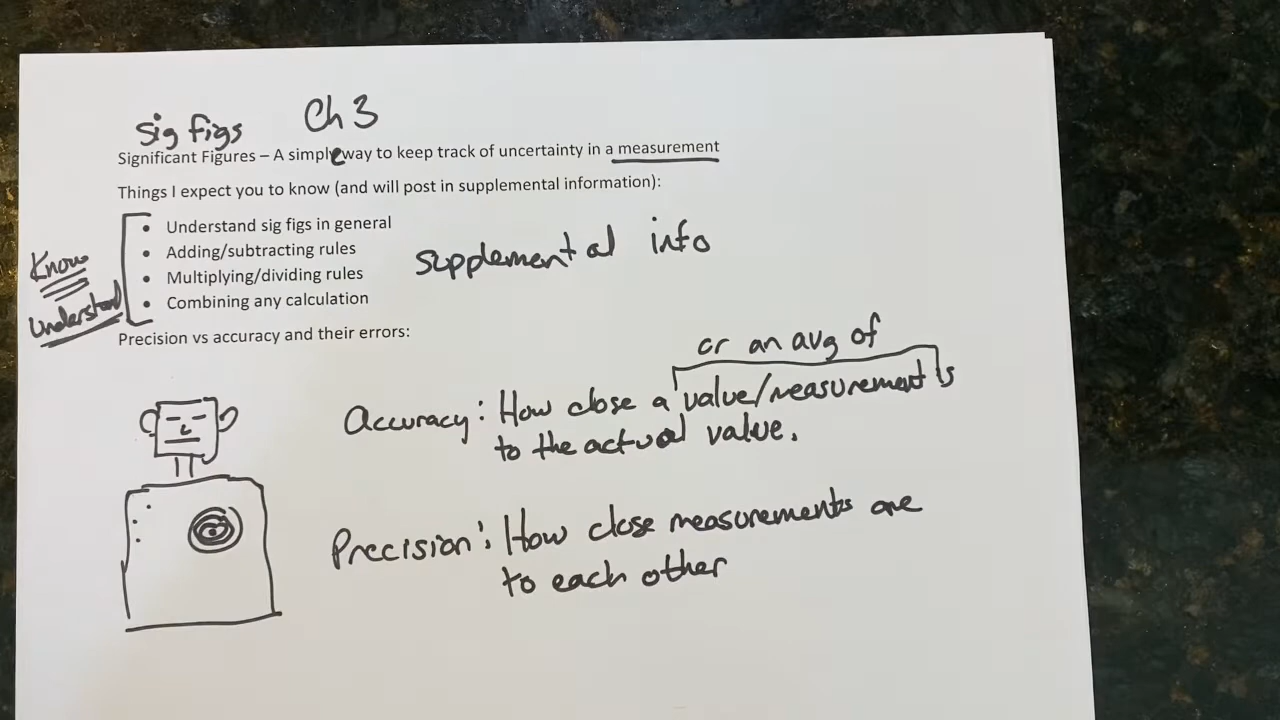 Sig figs Ch 3
Significant Figures – A simple way to keep track of uncertainty in a measurement
Things I expect you to know (and will post in supplemental information):
• Understand sig figs in general
• Adding/subtracting rules
• Multiplying/dividing rules
• Combining any calculation
Know
Understand
supplemental info
Precision vs accuracy and their errors:
or an avg of
Accuracy: How close a value/measurement is
to the actual value.
Precision: How close measurements are
to each other